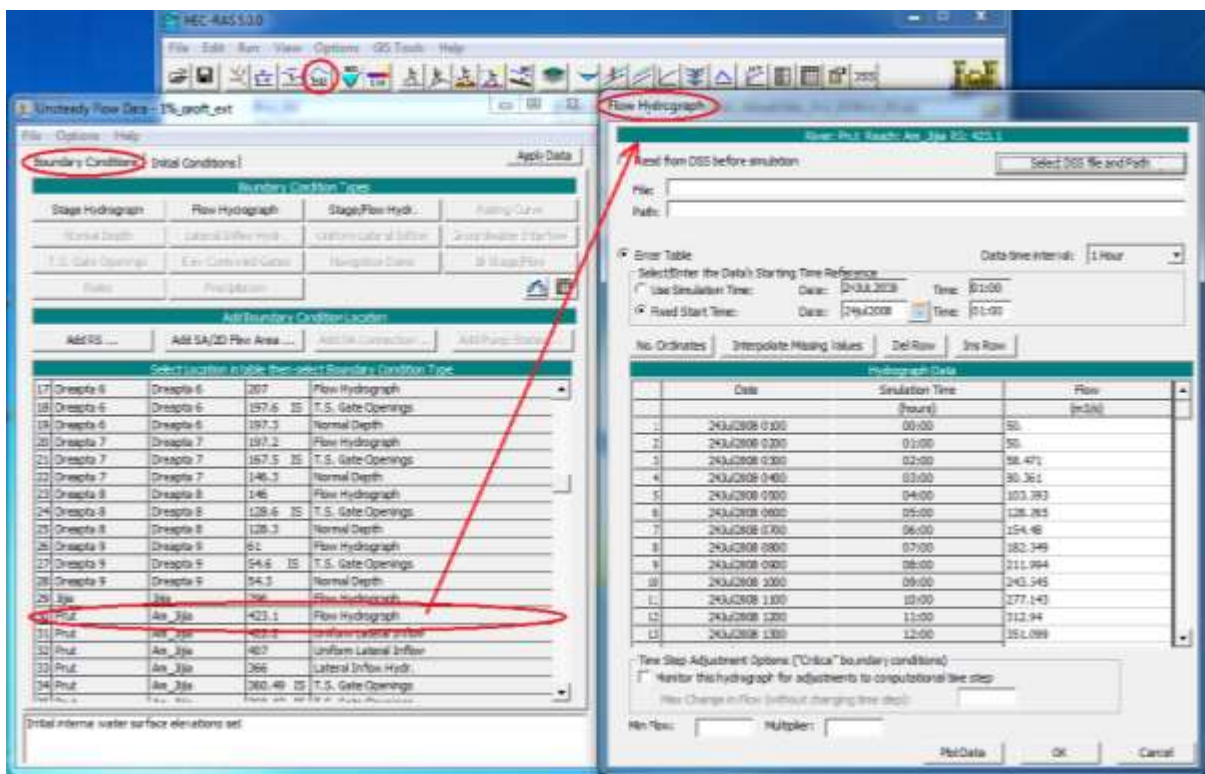 HEC-RAS 5.0.0
File Edit Run View Options GIS Tools Help
Unsteady Flow Data - 1%_
File Options Help
Boundary Conditions Initial Conditions Apply Data
Boundary Condition Types
Stage Hydrograph Flow Hydrograph Stage/Flow Hydr. Rating Curve
Normal Depth Lateral Inflow Hydr. Uniform Lateral Inflow Groundwater Interflow
T.S. Gate Openings Elev Controlled Gates Navigation Dams IB Stage/Flow
Rules Precipitation
Add Boundary Condition Location
Add RS ... Add SA/2D Flow Area ... Add SA Connection ... Add Pump Station ...
Select Location in table then select Boundary Condition Type
17 Dreapta 6 Dreapta 6 207 Flow Hydrograph
18 Dreapta 6 Dreapta 6 197.6 IS T.S. Gate Openings
19 Dreapta 6 Dreapta 6 197.3 Normal Depth
20 Dreapta 7 Dreapta 7 197.2 Flow Hydrograph
21 Dreapta 7 Dreapta 7 167.5 IS T.S. Gate Openings
22 Dreapta 7 Dreapta 7 146.3 Normal Depth
23 Dreapta 8 Dreapta 8 146 Flow Hydrograph
24 Dreapta 8 Dreapta 8 128.6 IS T.S. Gate Openings
25 Dreapta 8 Dreapta 8 128.3 Normal Depth
26 Dreapta 9 Dreapta 9 61 Flow Hydrograph
27 Dreapta 9 Dreapta 9 54.6 IS T.S. Gate Openings
28 Dreapta 9 Dreapta 9 54.3 Normal Depth
29 Jijia Jijia Flow Hydrograph
Prut Am_Jijia 423.1 Flow Hydrograph
31 Prut Am_Jijia Uniform Lateral Inflow
32 Prut Am_Jijia 407 Uniform Lateral Inflow
33 Prut Am_Jijia 366 Lateral Inflow Hydr.
34 Prut Am_Jijia 360.49 IS T.S. Gate Openings
Initial internal water surface elevations set
Flow Hydrograph
River: Prut Reach: Am_Jijia RS: 423.1
Read from DSS before simulation Select DSS file and Path
File:
Path:
Enter Table Data time interval: 1 Hour
Select/Enter the Data's Starting Time Reference
Use Simulation Time: Date: 24JUL2008 Time: 01:00
Fixed Start Time: Date: 24Jul2008 Time: 01:00
No. Ordinates Interpolate Missing Values Del Row Ins Row
Hydrograph Data
Date Simulation Time Flow
(hours) (m3/s)
1 24Jul2008 0100 00:00 50.
2 24Jul2008 0200 01:00 50.
3 24Jul2008 0300 02:00 58.471
4 24Jul2008 0400 03:00 80.361
5 24Jul2008 0500 04:00 103.393
6 24Jul2008 0600 05:00 128.265
7 24Jul2008 0700 06:00 154.48
8 24Jul2008 0800 07:00 182.349
9 24Jul2008 0900 08:00 211.994
10 24Jul2008 1000 09:00 243.545
11 24Jul2008 1100 10:00 277.143
12 24Jul2008 1200 11:00 312.94
13 24Jul2008 1300 12:00 351.099
Time Step Adjustment Options ("Critical" boundary conditions)
Monitor this hydrograph for adjustments to computational time step
Max Change in Flow (without changing time step):
Min Flow: Multiplier:
Plot Data OK Cancel